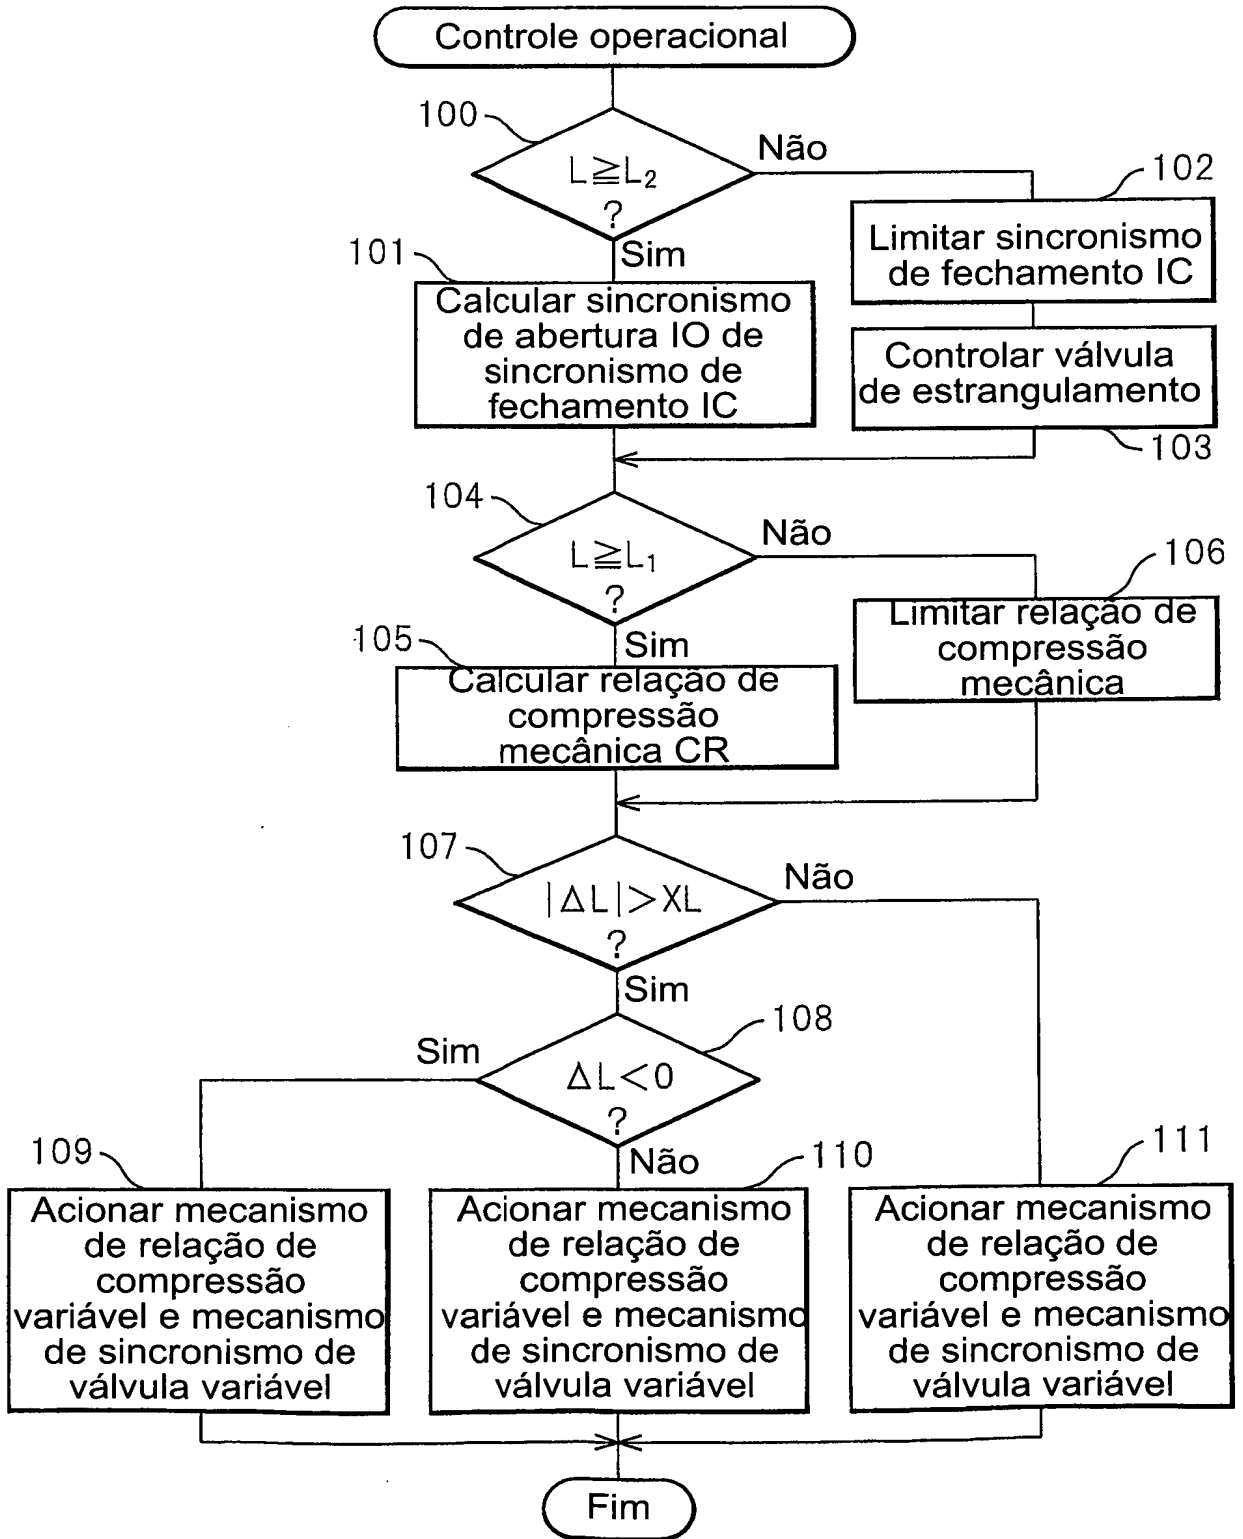 Controle operacional
100
L≧L2
?
Não
Sim
102
Limitar sincronismo
de fechamento IC
101
Calcular sincronismo
de abertura IO de
sincronismo de
fechamento IC
Controlar válvula
de estrangulamento
103
104
L≧L1
?
Não
Sim
106
Limitar relação de
compressão
mecânica
105
Calcular relação de
compressão
mecânica CR
107
|ΔL|>XL
?
Não
Sim
108
ΔL<0
?
Sim
Não
109
Acionar mecanismo
de relação de
compressão
variável e mecanismo
de sincronismo de
válvula variável
110
Acionar mecanismo
de relação de
compressão
variável e mecanismo
de sincronismo de
válvula variável
111
Acionar mecanismo
de relação de
compressão
variável e mecanismo
de sincronismo de
válvula variável
Fim